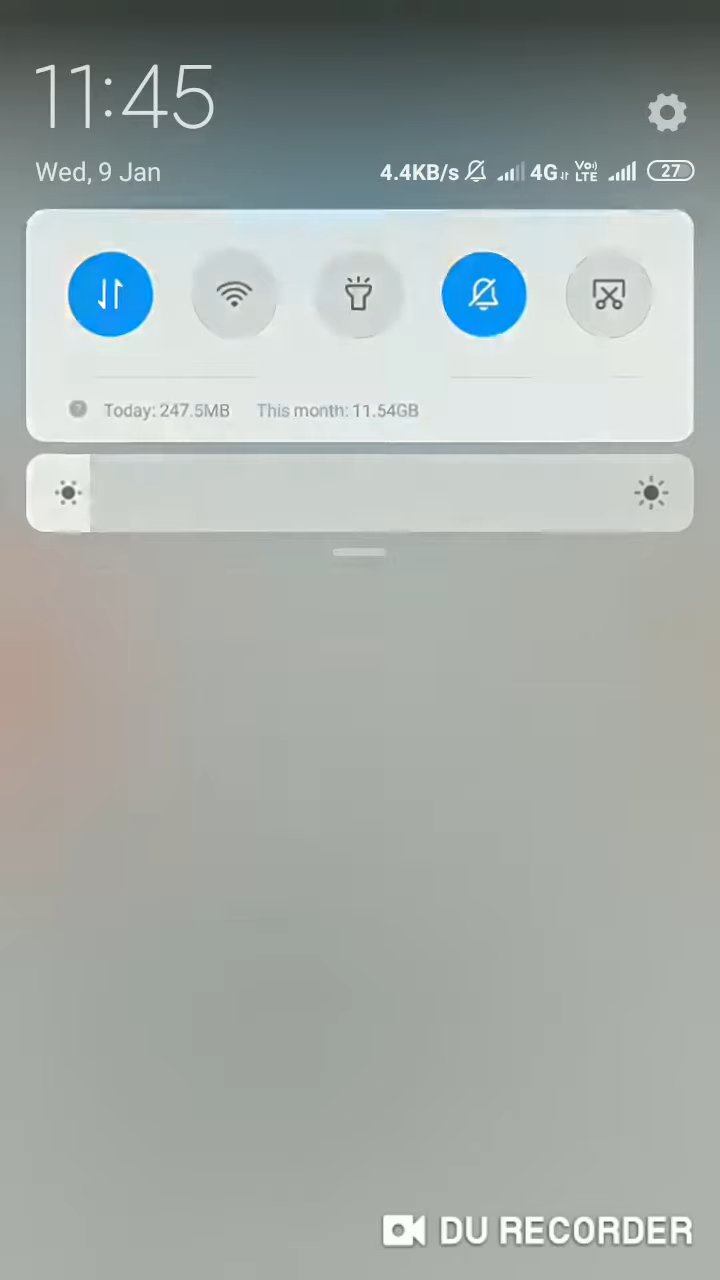 11:45
Wed, 9 Jan 4.4KB/s 4G Vo)) LTE 27
Today: 247.5MB This month: 11.54GB
DU RECORDER